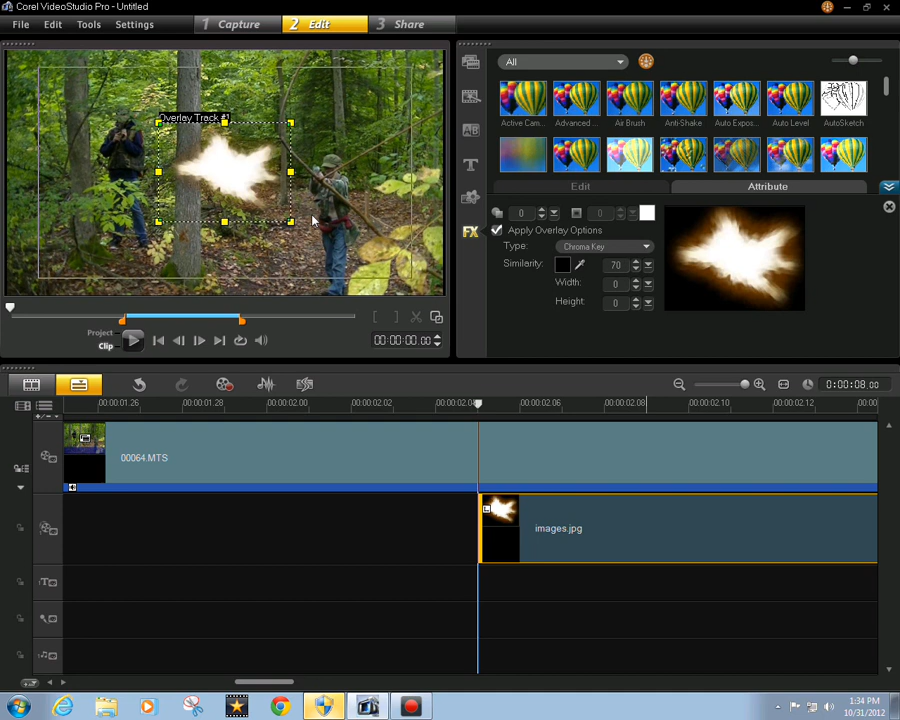 Corel VideoStudio Pro - Untitled
File Edit Tools Settings 1 Capture 2 Edit 3 Share
Overlay Track #1
All
Active Cam... Advanced ... Air Brush Anti-Shake Auto Expos... Auto Level AutoSketch
Edit Attribute
0 0
Apply Overlay Options
Type: Chroma Key
Similarity: 70
Width: 0
Height: 0
FX
Project
Clip
00:00:00.00
0:00:08.00
00:00:01.26 00:00:01.28 00:00:02.00 00:00:02.02 00:00:02.04 00:00:02.06 00:00:02.08 00:00:02.10 00:00:02.12
00064.MTS
images.jpg
1:34 PM
10/31/2012